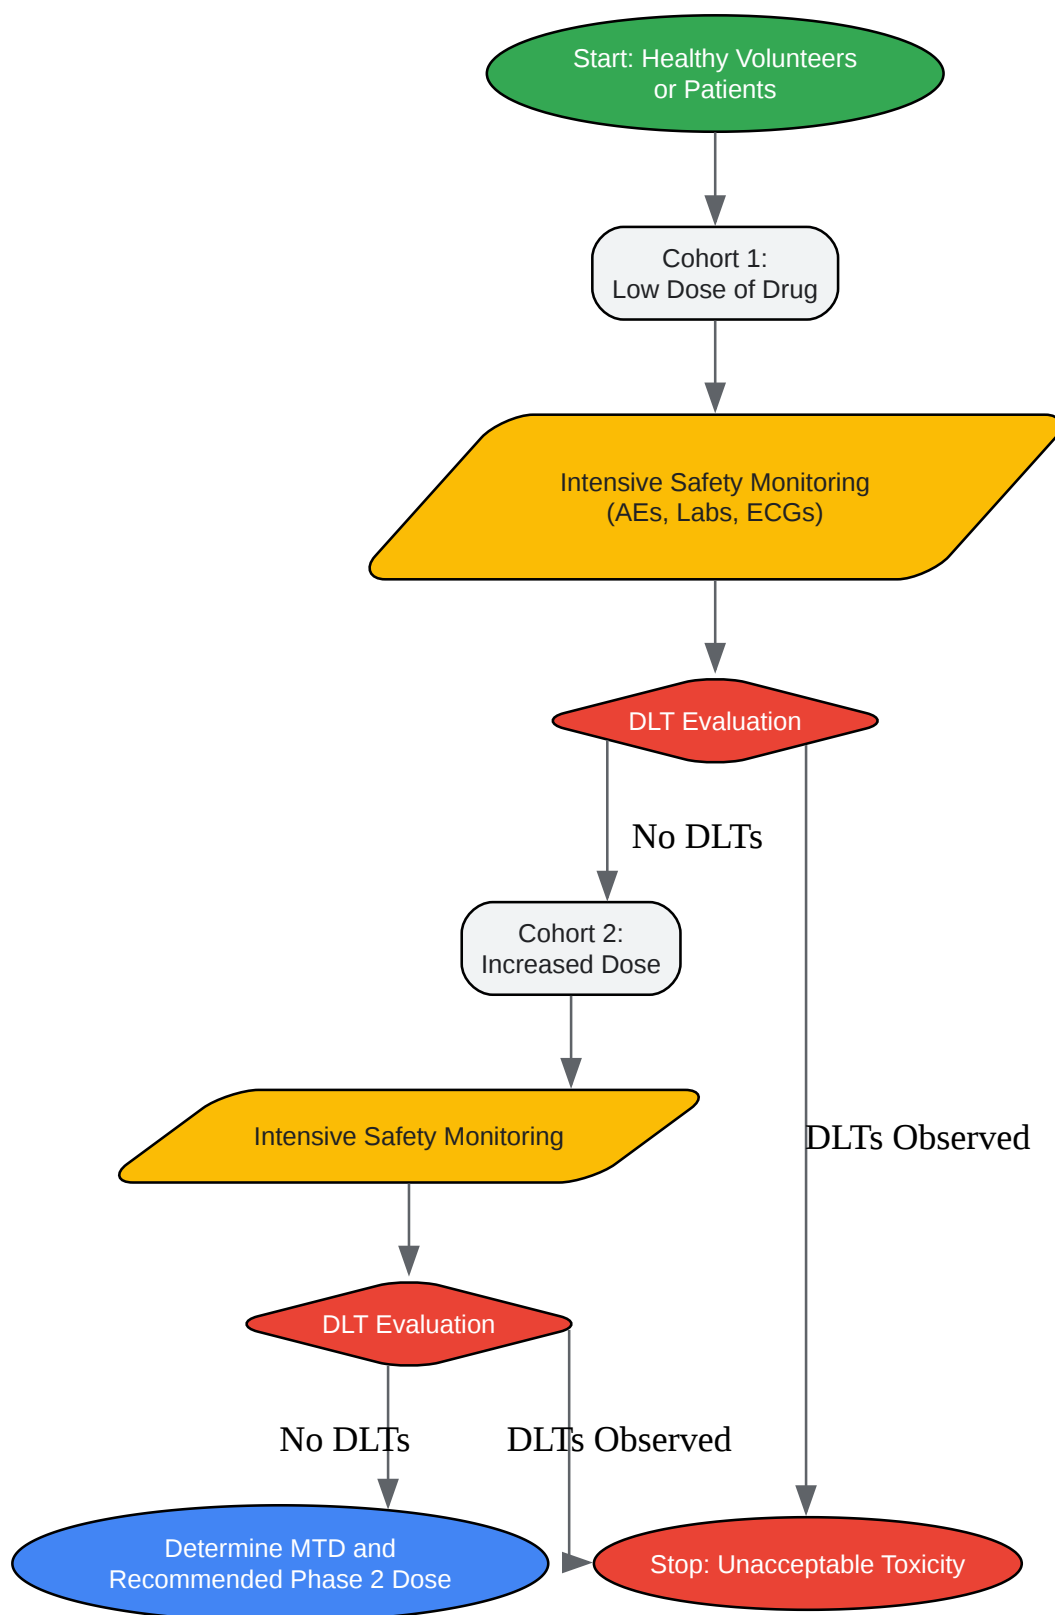 Start: Healthy Volunteers
or Patients
Cohort 1:
Low Dose of Drug
Intensive Safety Monitoring
(AEs, Labs, ECGs)
DLT Evaluation
No DLTs
Cohort 2:
Increased Dose
Intensive Safety Monitoring
DLTs Observed
DLT Evaluation
No DLTs
DLTs Observed
Determine MTD and
Recommended Phase 2 Dose
Stop: Unacceptable Toxicity